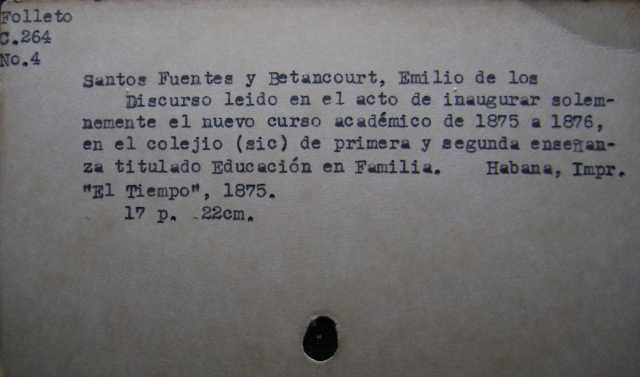 Folleto
C.264
No.4
Santos Fuentes y Betancourt, Emilio de los
Discurso leido en el acto de inaugurar solem-
nemente el nuevo curso académico de 1875 a 1876,
en el colejio (sic) de primera y segunda enseñan-
za titulado Educación en Familia. Habana, Impr.
"El Tiempo", 1875.
17 p. 22cm.